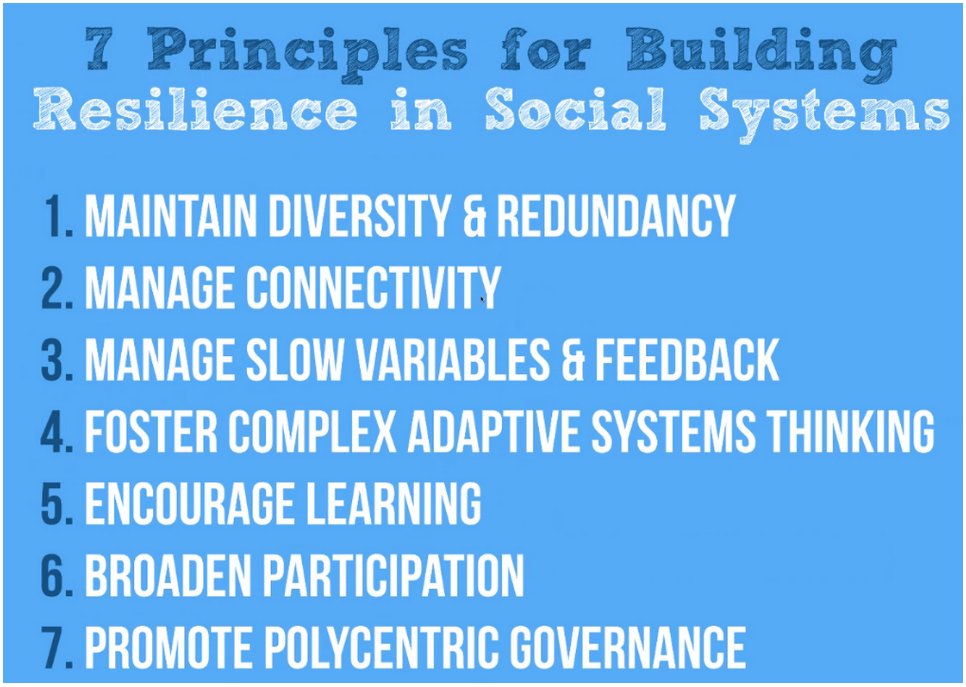 7 Principles for Building
Resilience in Social Systems
1. MAINTAIN DIVERSITY & REDUNDANCY
2. MANAGE CONNECTIVITY
3. MANAGE SLOW VARIABLES & FEEDBACK
4. FOSTER COMPLEX ADAPTIVE SYSTEMS THINKING
5. ENCOURAGE LEARNING
6. BROADEN PARTICIPATION
7. PROMOTE POLYCENTRIC GOVERNANCE